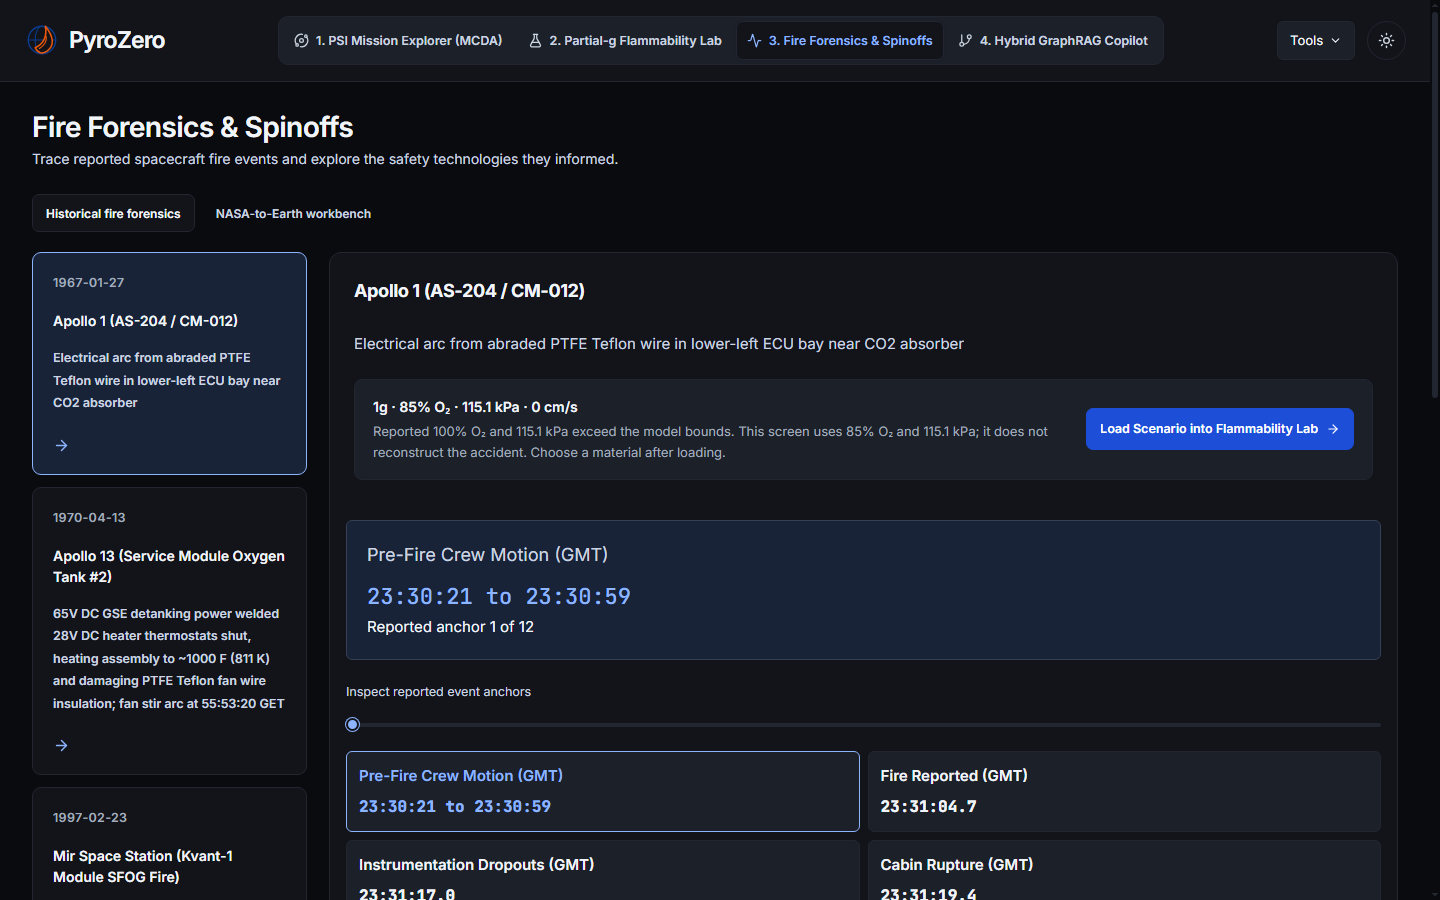 PyroZero
1. PSI Mission Explorer (MCDA)
2. Partial-g Flammability Lab
3. Fire Forensics & Spinoffs
4. Hybrid GraphRAG Copilot
Tools
Fire Forensics & Spinoffs
Trace reported spacecraft fire events and explore the safety technologies they informed.
Historical fire forensics
NASA-to-Earth workbench
1967-01-27
Apollo 1 (AS-204 / CM-012)
Electrical arc from abraded PTFE
Teflon wire in lower-left ECU bay near
CO2 absorber
1970-04-13
Apollo 13 (Service Module Oxygen
Tank #2)
65V DC GSE detanking power welded
28V DC heater thermostats shut,
heating assembly to ~1000 F (811 K)
and damaging PTFE Teflon fan wire
insulation; fan stir arc at 55:53:20 GET
1997-02-23
Mir Space Station (Kvant-1
Module SFOG Fire)
Apollo 1 (AS-204 / CM-012)
Electrical arc from abraded PTFE Teflon wire in lower-left ECU bay near CO2 absorber
1g · 85% O₂ · 115.1 kPa · 0 cm/s
Reported 100% O₂ and 115.1 kPa exceed the model bounds. This screen uses 85% O₂ and 115.1 kPa; it does not
reconstruct the accident. Choose a material after loading.
Load Scenario into Flammability Lab
Pre-Fire Crew Motion (GMT)
23:30:21 to 23:30:59
Reported anchor 1 of 12
Inspect reported event anchors
Pre-Fire Crew Motion (GMT)
23:30:21 to 23:30:59
Fire Reported (GMT)
23:31:04.7
Instrumentation Dropouts (GMT)
23:31:17.0
Cabin Rupture (GMT)
23:31:19.4